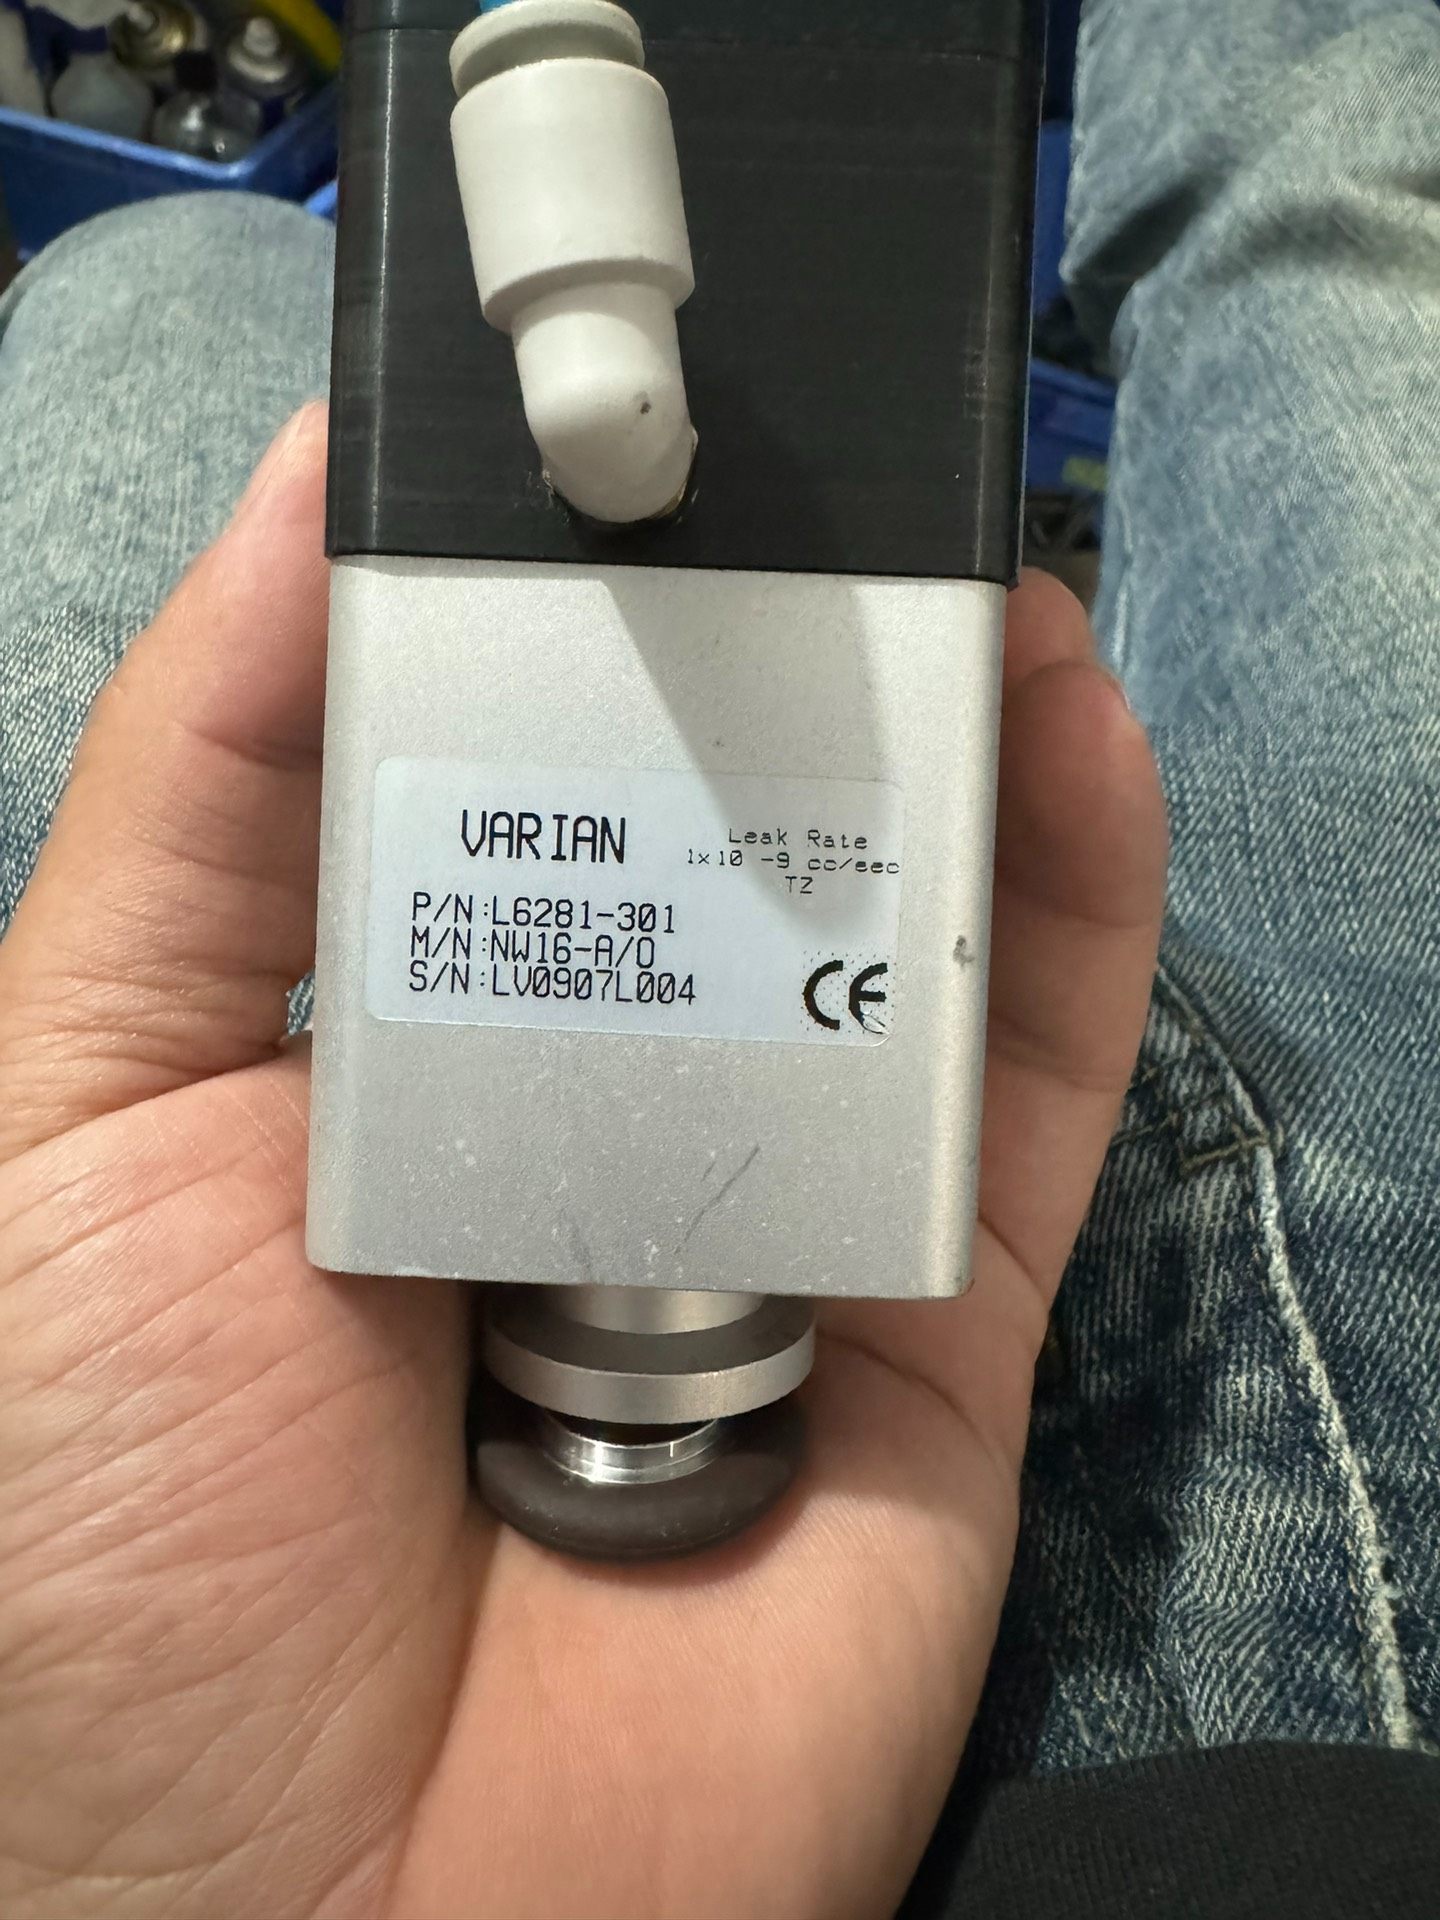 VARIAN
Leak Rate
1x10 -9 cc/sec
TZ
P/N:L6281-301
M/N:NW16-A/O
S/N:LV0907L004
CE